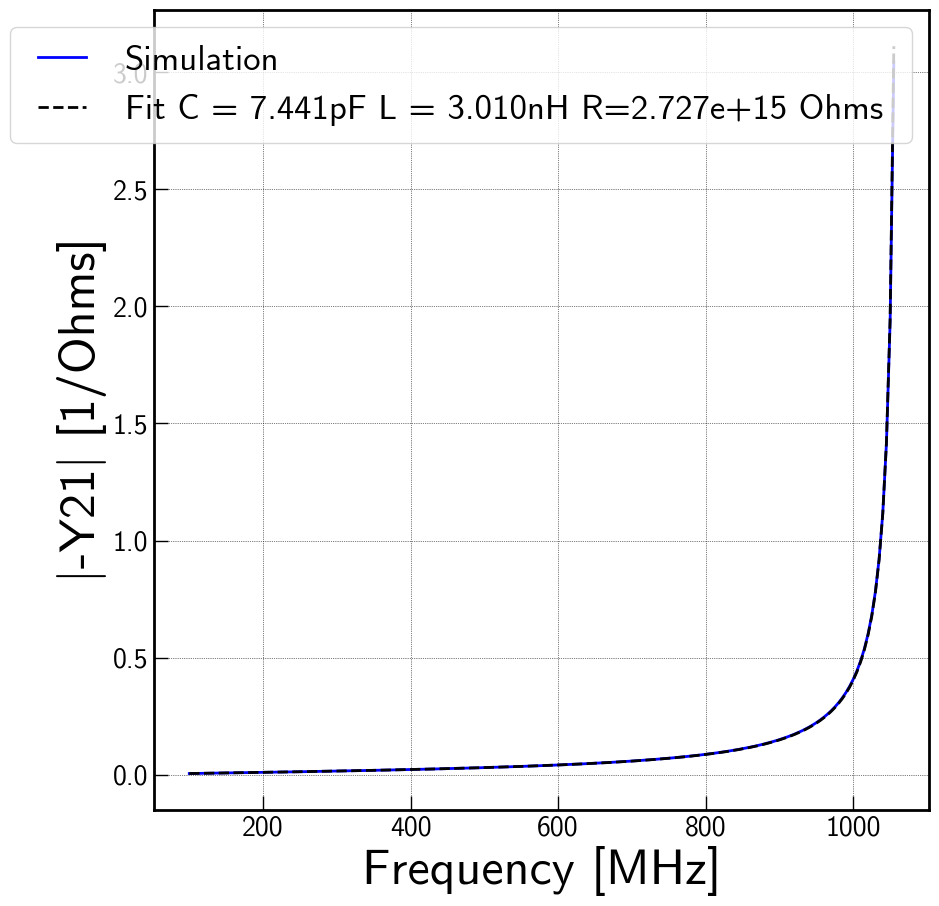 Simulation
Fit C = 7.441pF L = 3.010nH R=2.727e+15 Ohms
3.0
2.5
2.0
1.5
1.0
0.5
0.0
|-Y21| [1/Ohms]
200 400 600 800 1000
Frequency [MHz]